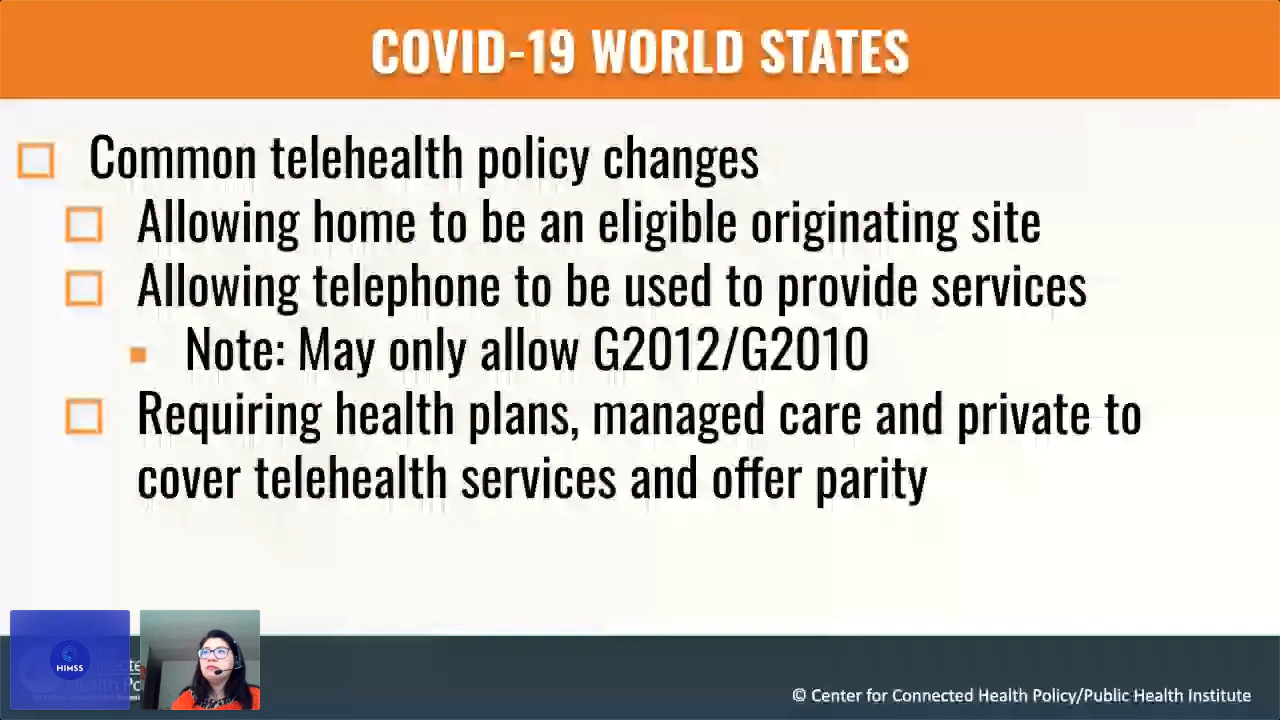 COVID-19 WORLD STATES
Common telehealth policy changes
Allowing home to be an eligible originating site
Allowing telephone to be used to provide services
Note: May only allow G2012/G2010
Requiring health plans, managed care and private to
cover telehealth services and offer parity
HIMSS
© Center for Connected Health Policy/Public Health Institute